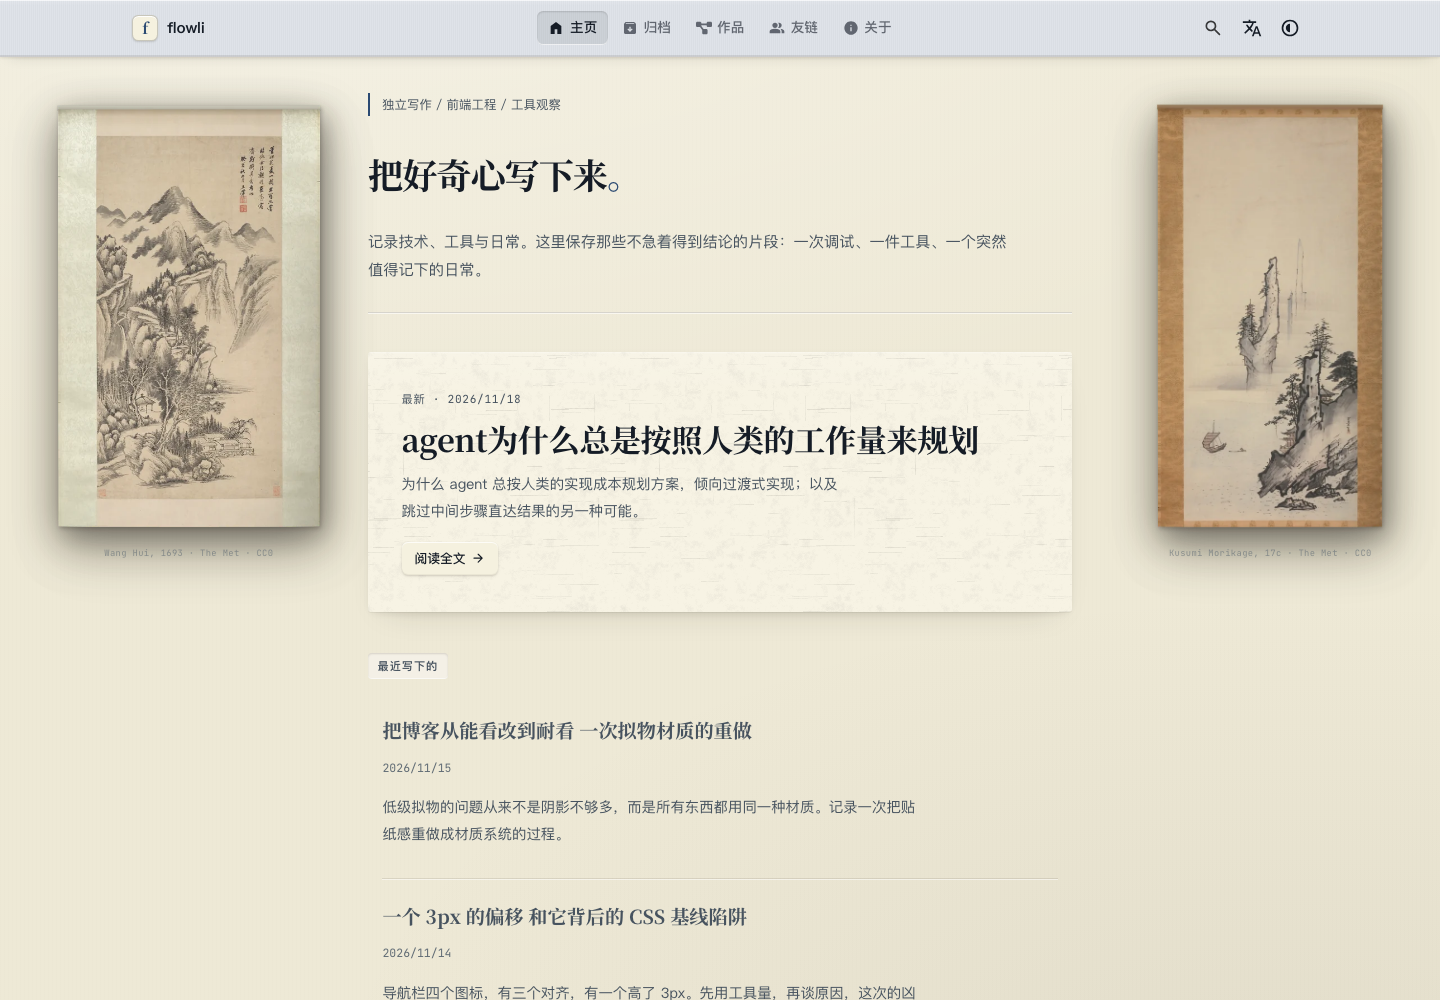 f flowli
主页 归档 作品 友链 关于
独立写作 / 前端工程 / 工具观察
把好奇心写下来。
记录技术、工具与日常。这里保存那些不急着得到结论的片段：一次调试、一件工具、一个突然
值得记下的日常。
最新 · 2026/11/18
agent为什么总是按照人类的工作量来规划
为什么 agent 总按人类的实现成本规划方案，倾向过渡式实现；以及
跳过中间步骤直达结果的另一种可能。
阅读全文 →
Wang Hui, 1693 · The Met · CC0
Kusumi Morikage, 17c · The Met · CC0
最近写下的
把博客从能看改到耐看 一次拟物材质的重做
2026/11/15
低级拟物的问题从来不是阴影不够多，而是所有东西都用同一种材质。记录一次把贴
纸感重做成材质系统的过程。
一个 3px 的偏移 和它背后的 CSS 基线陷阱
2026/11/14
导航栏四个图标，有三个对齐，有一个高了 3px。先用工具量，再谈原因，这次的凶